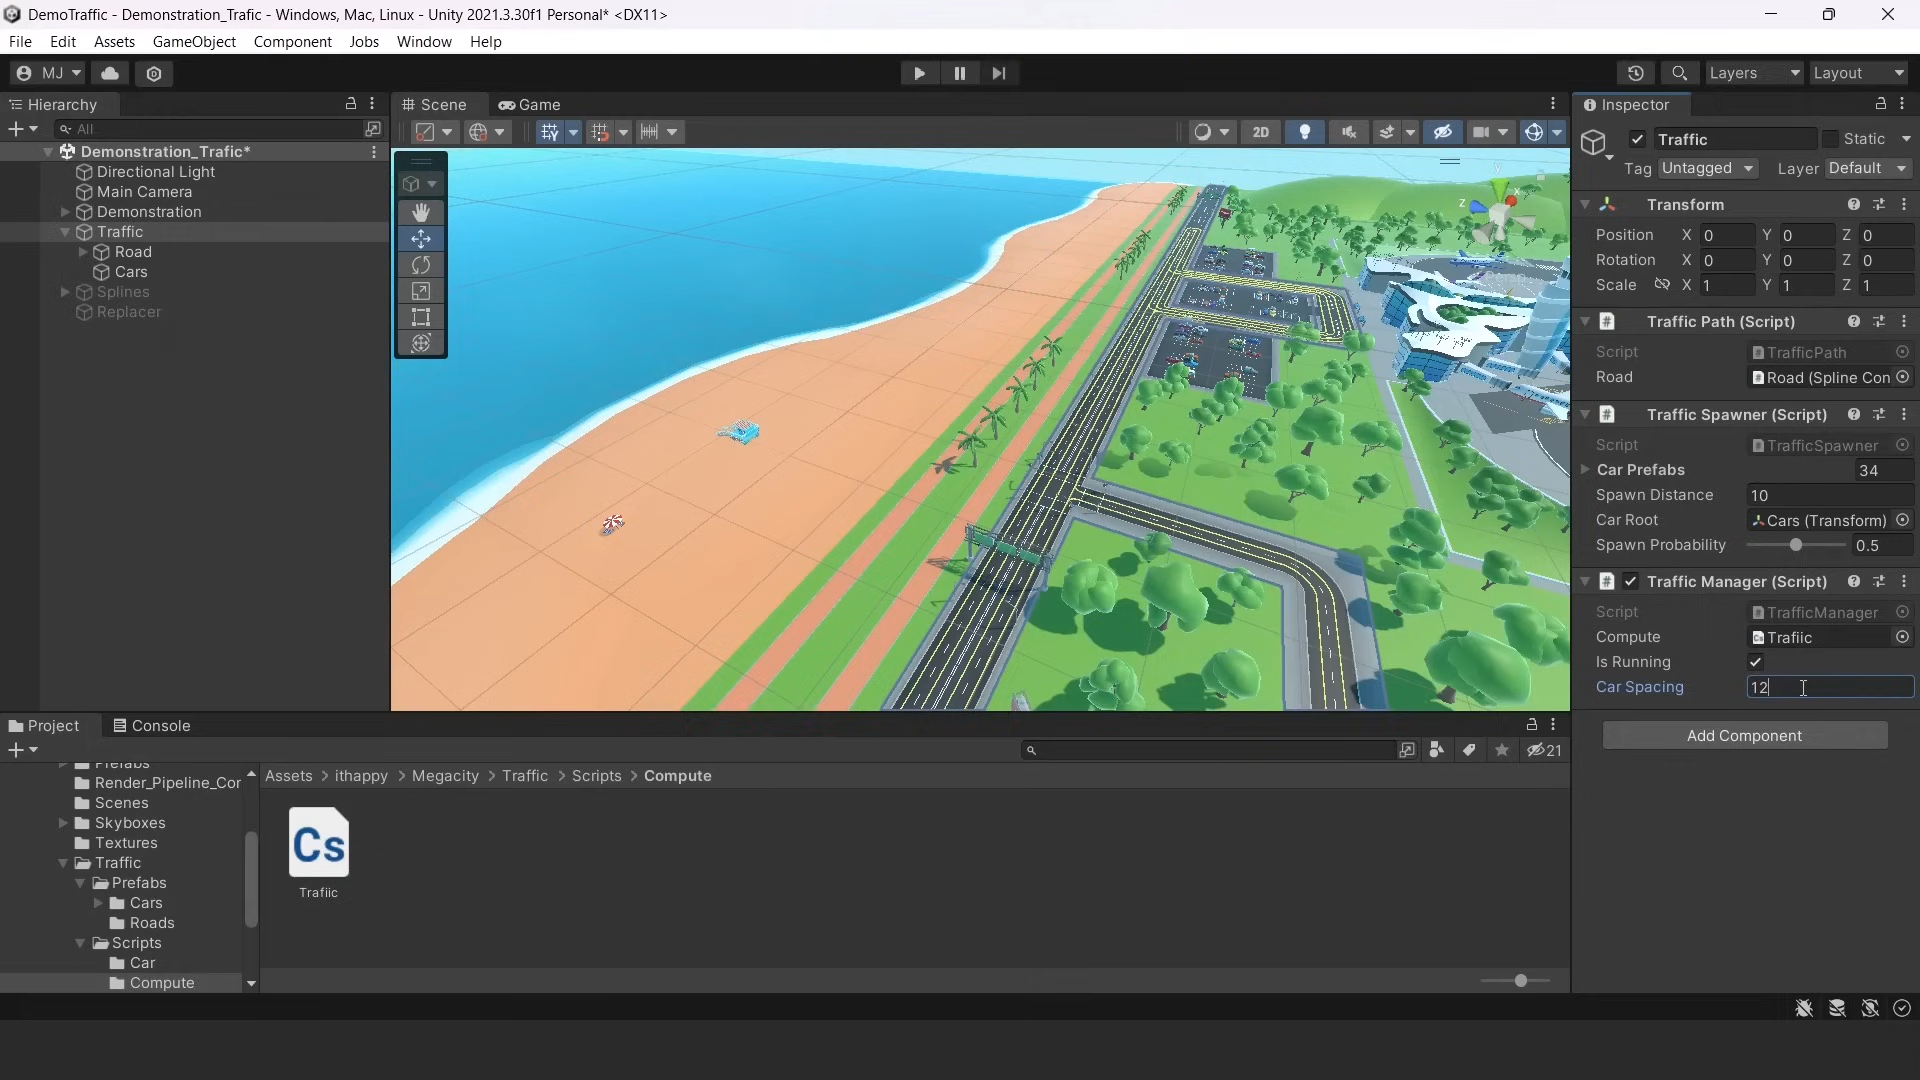 DemoTraffic - Demonstration_Trafic - Windows, Mac, Linux - Unity 2021.3.30f1 Personal* <DX11>
File Edit Assets GameObject Component Jobs Window Help
MJ
Layers Layout
Hierarchy
All
Demonstration_Trafic*
Directional Light
Main Camera
Demonstration
Traffic
Road
Cars
Splines
Replacer
Scene Game
2D
y
x
z
Persp
Inspector
Traffic Static
Tag Untagged Layer Default
Transform
Position X 0 Y 0 Z 0
Rotation X 0 Y 0 Z 0
Scale X 1 Y 1 Z 1
Traffic Path (Script)
Script TrafficPath
Road Road (Spline Con
Traffic Spawner (Script)
Script TrafficSpawner
Car Prefabs 34
Spawn Distance 10
Car Root Cars (Transform)
Spawn Probability 0.5
Traffic Manager (Script)
Script TrafficManager
Compute Trafiic
Is Running
Car Spacing 12
Add Component
Project Console
21
Prefabs
Render_Pipeline_Cor
Scenes
Skyboxes
Textures
Traffic
Prefabs
Cars
Roads
Scripts
Car
Compute
Assets > ithappy > Megacity > Traffic > Scripts > Compute
Cs
Trafiic